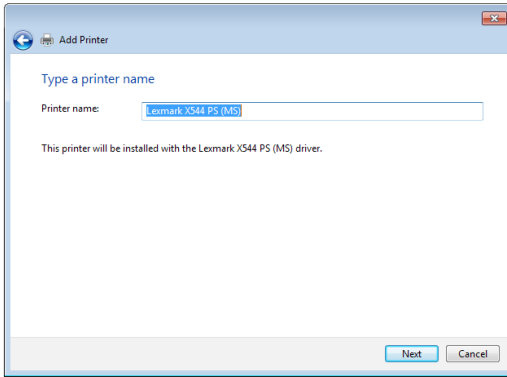 Add Printer
Type a printer name
Printer name: Lexmark X544 PS (MS)
This printer will be installed with the Lexmark X544 PS (MS) driver.
Next Cancel